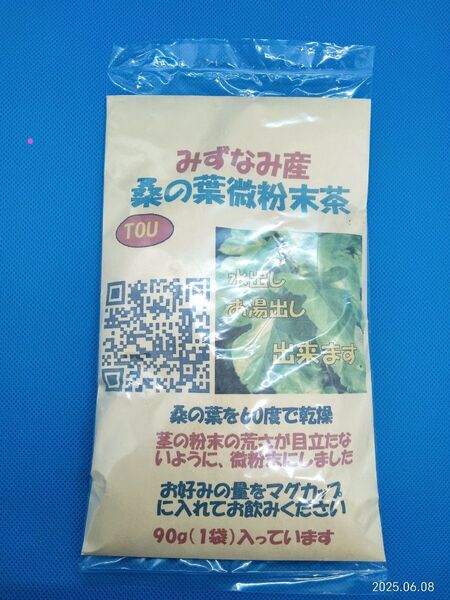 みずなみ産
桑の葉微粉末茶
TOU
水出し
お湯出し
出来ます
桑の葉を60度で乾燥
茎の粉末の荒さが目立たな
いように、微粉末にしました
お好みの量をマグカップ
に入れてお飲みください
90g(1袋)入っています
2025.06.08